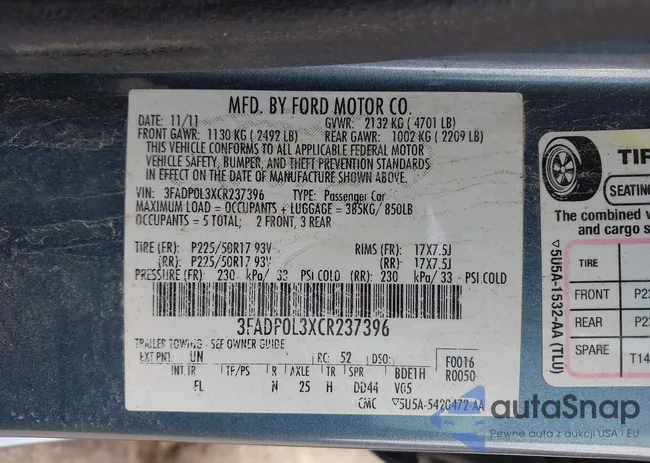 MFD. BY FORD MOTOR CO.
DATE: 11/11 GVWR: 2132 KG ( 4701 LB)
FRONT GAWR: 1130 KG ( 2492 LB) REAR GAWR: 1002 KG ( 2209 LB)
THIS VEHICLE CONFORMS TO ALL APPLICABLE FEDERAL MOTOR
VEHICLE SAFETY, BUMPER, AND THEFT PREVENTION STANDARDS
IN EFFECT ON THE DATE OF MANUFACTURE SHOWN ABOVE.
VIN: 3FADP0L3XCR237396 TYPE: Passenger Car
MAXIMUM LOAD = OCCUPANTS + LUGGAGE = 385KG/ 850LB
OCCUPANTS = 5 TOTAL; 2 FRONT, 3 REAR
TIRE (FR): P225/50R17 93V RIMS (FR): 17X7.5J
(RR): P225/50R17 93V (RR): 17X7.5J
PRESSURE (FR): 230 kPa/ 33 PSI COLD (RR): 230 kPa/ 33 PSI COLD
3FADP0L3XCR237396
TRAILER TOWING - SEE OWNER GUIDE
EXT PNT: UN RC: 52 DSO: F0016
INT TR TP/PS R AXLE TR SPR BDE1H R0050
FL N 25 H DD44 VG5
CMC ▽5U5A-5420472-AA
TIR
SEATING
The combined
and cargo s
TIRE
FRONT P22
REAR P22
SPARE T14
▽5U5A-1532-AA (TLU)
autoSnap
Pewne auta z aukcji USA i EU